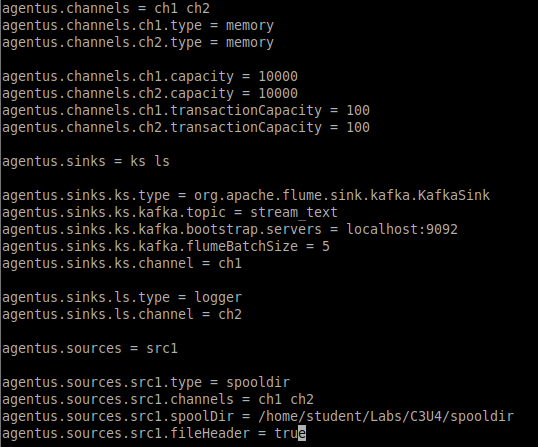 agentus.channels = ch1 ch2
agentus.channels.ch1.type = memory
agentus.channels.ch2.type = memory
agentus.channels.ch1.capacity = 10000
agentus.channels.ch2.capacity = 10000
agentus.channels.ch1.transactionCapacity = 100
agentus.channels.ch2.transactionCapacity = 100
agentus.sinks = ks ls
agentus.sinks.ks.type = org.apache.flume.sink.kafka.KafkaSink
agentus.sinks.ks.kafka.topic = stream_text
agentus.sinks.ks.kafka.bootstrap.servers = localhost:9092
agentus.sinks.ks.kafka.flumeBatchSize = 5
agentus.sinks.ks.channel = ch1
agentus.sinks.ls.type = logger
agentus.sinks.ls.channel = ch2
agentus.sources = src1
agentus.sources.src1.type = spooldir
agentus.sources.src1.channels = ch1 ch2
agentus.sources.src1.spoolDir = /home/student/Labs/C3U4/spooldir
agentus.sources.src1.fileHeader = true